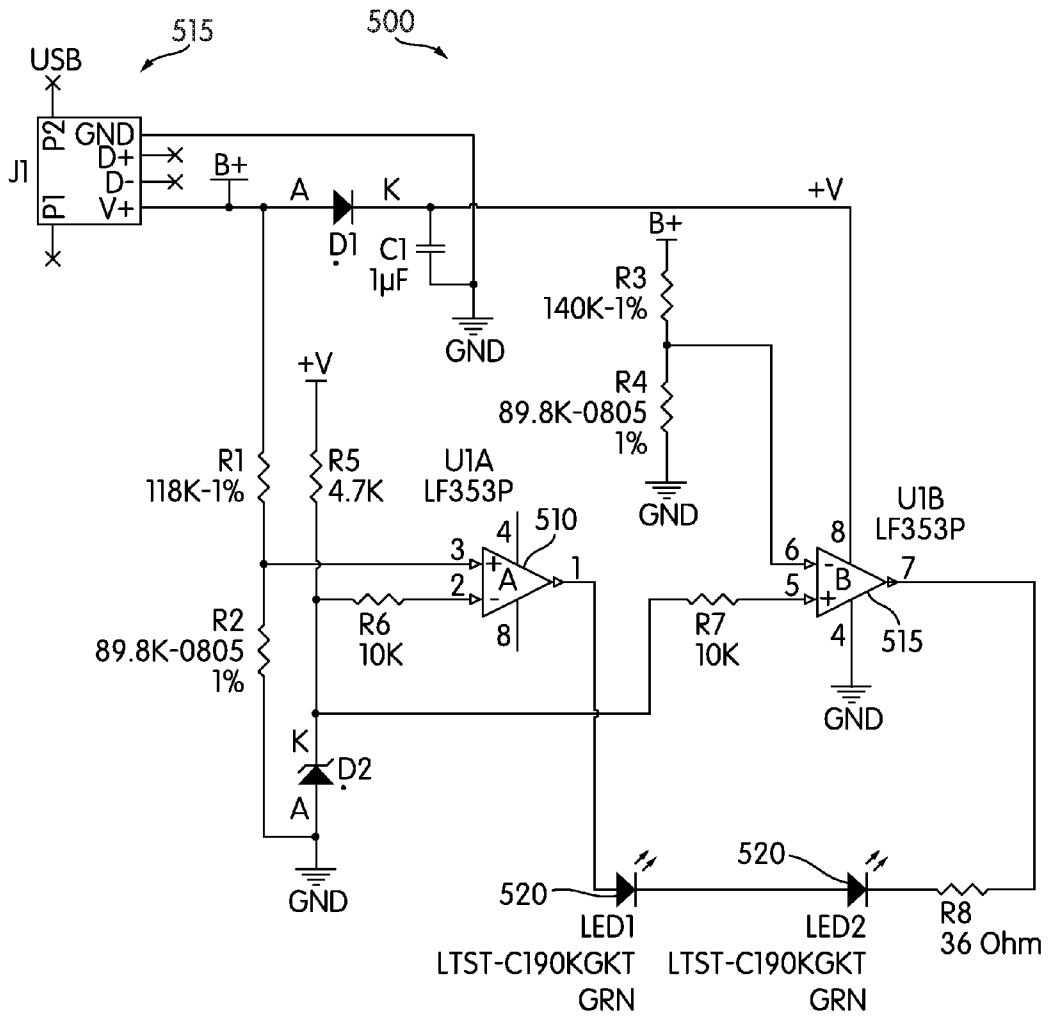 515
500
USB
P2
GND
D+
D-
V+
P1
J1
B+
A
K
+V
D1
C1
1µF
GND
B+
R3
140K-1%
R4
89.8K-0805
1%
GND
+V
R1
118K-1%
R5
4.7K
U1A
LF353P
4
510
3
+
A
1
2
-
8
R6
10K
R2
89.8K-0805
1%
U1B
LF353P
8
6
-
B
7
5
+
4
515
R7
10K
GND
K
D2
A
GND
520
520
LED1
LTST-C190KGKT
GRN
LED2
LTST-C190KGKT
GRN
R8
36 Ohm